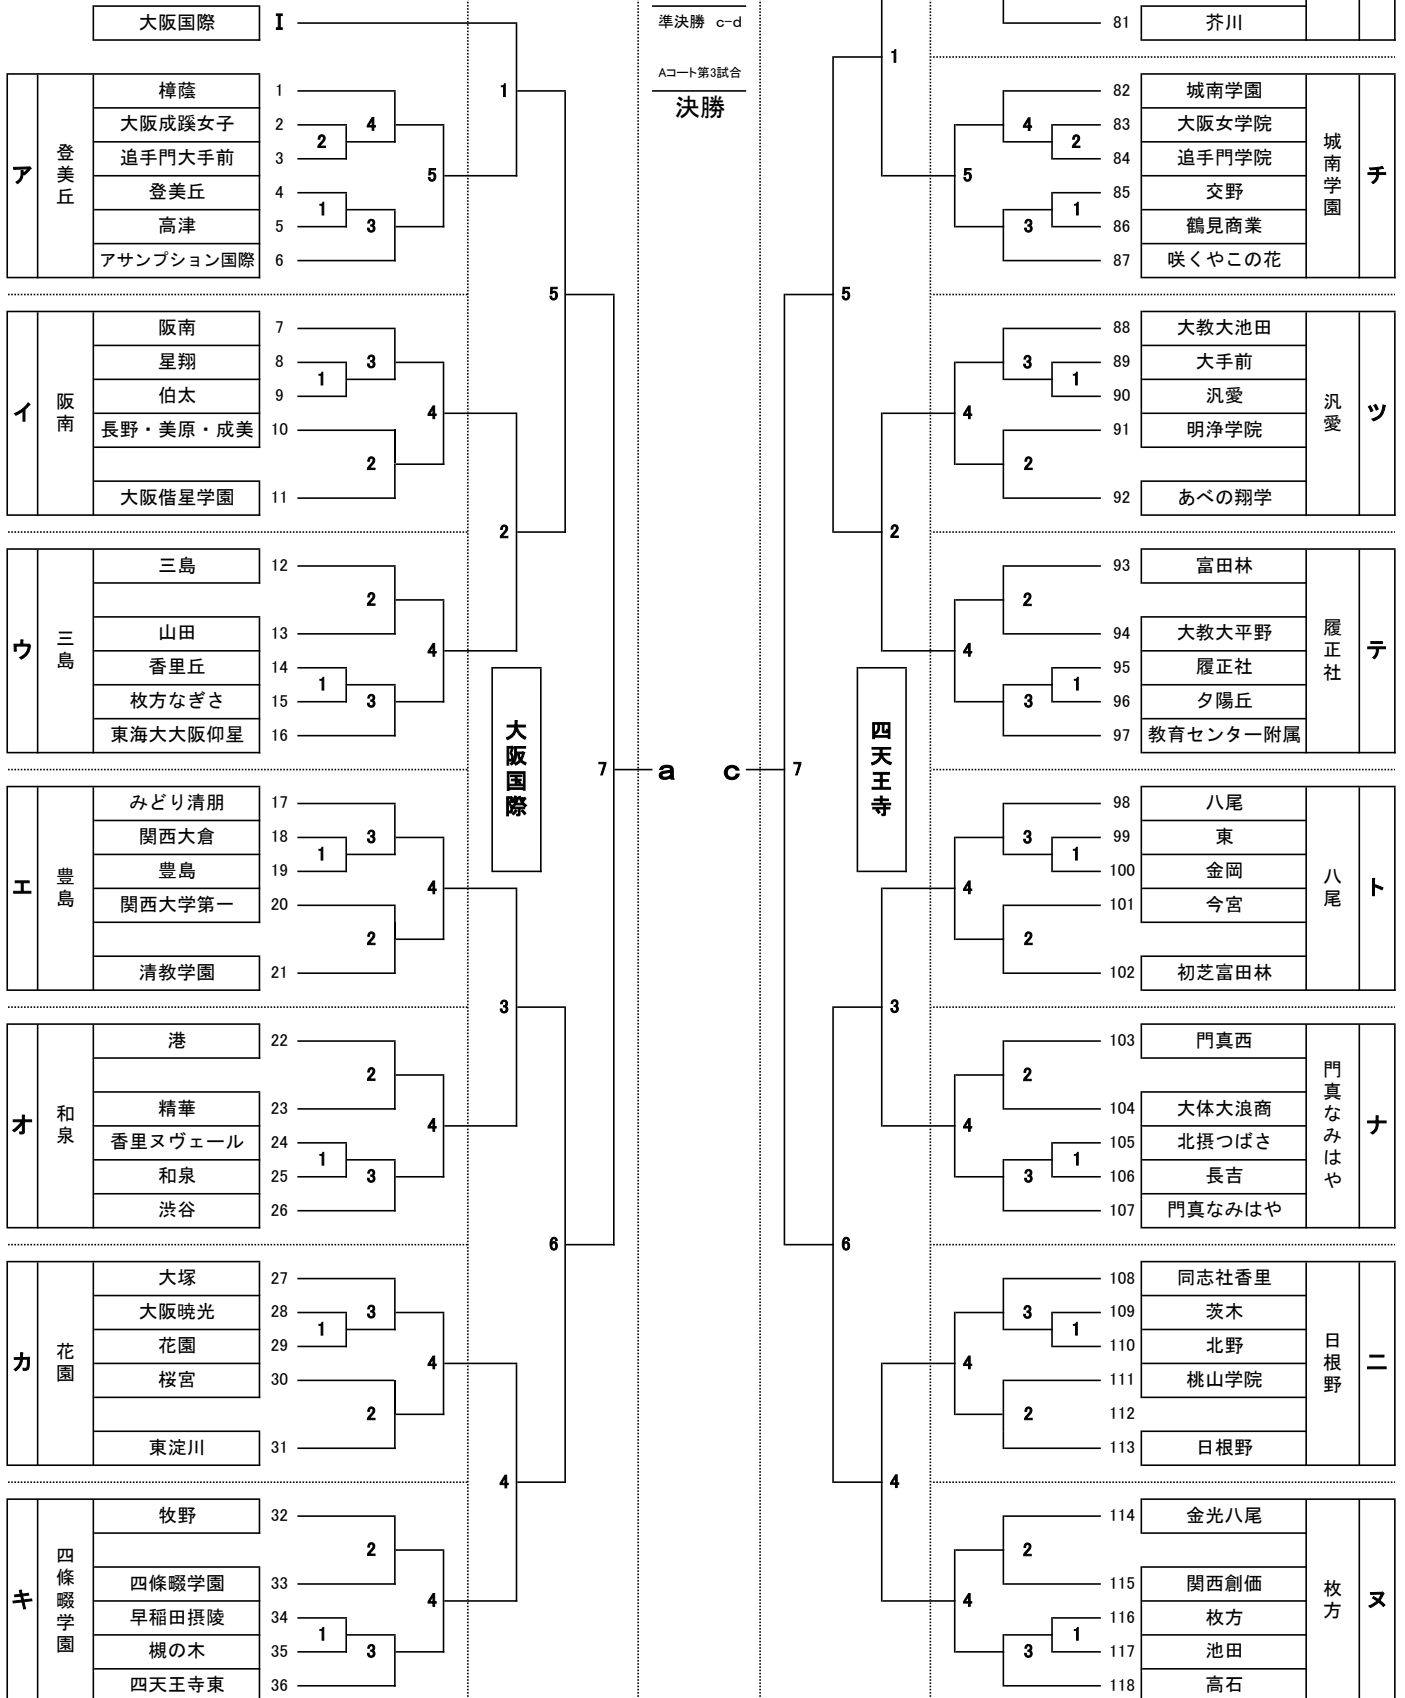 大阪国際 I
ア 登美丘
樟蔭 1
大阪成蹊女子 2
追手門大手前 3
登美丘 4
高津 5
アサンプション国際 6
2 4 1 3 5 1
イ 阪南
阪南 7
星翔 8
伯太 9
長野・美原・成美 10
大阪偕星学園 11
3 1 2 4
5
2
ウ 三島
三島 12
山田 13
香里丘 14
枚方なぎさ 15
東海大大阪仰星 16
2 1 3 4
エ 豊島
みどり清朋 17
関西大倉 18
豊島 19
関西大学第一 20
清教学園 21
3 1 2 4
3
オ 和泉
港 22
精華 23
香里ヌヴェール 24
和泉 25
渋谷 26
2 1 3 4
6
カ 花園
大塚 27
大阪暁光 28
花園 29
桜宮 30
東淀川 31
3 1 2 4
4
キ 四條畷学園
牧野 32
四條畷学園 33
早稲田摂陵 34
槻の木 35
四天王寺東 36
2 1 3 4
大阪国際
7 a
準決勝 c-d
Aコート第3試合
決勝
c 7
四天王寺
81 芥川
1
チ 城南学園
82 城南学園
83 大阪女学院
84 追手門学院
85 交野
86 鶴見商業
87 咲くやこの花
4 2 5 3 1
5
ツ 汎愛
88 大教大池田
89 大手前
90 汎愛
91 明浄学院
92 あべの翔学
3 1 4 2
2
テ 履正社
93 富田林
94 大教大平野
95 履正社
96 夕陽丘
97 教育センター附属
2 4 3 1
ト 八尾
98 八尾
99 東
100 金岡
101 今宮
102 初芝富田林
3 1 4 2
3
ナ 門真なみはや
103 門真西
104 大体大浪商
105 北摂つばさ
106 長吉
107 門真なみはや
2 4 3 1
6
ニ 日根野
108 同志社香里
109 茨木
110 北野
111 桃山学院
112
113 日根野
3 1 4 2
4
ヌ 枚方
114 金光八尾
115 関西創価
116 枚方
117 池田
118 高石
2 4 3 1